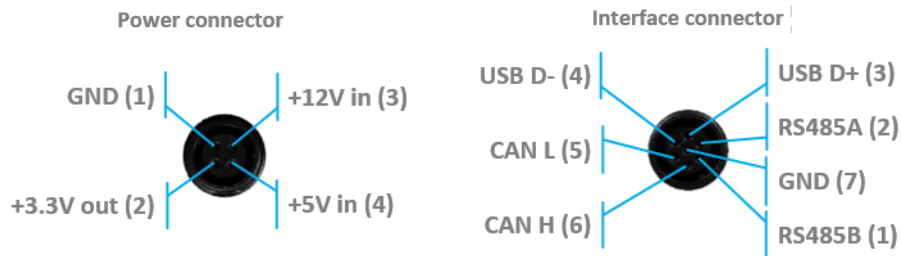 Power connector
GND (1)
+12V in (3)
+3.3V out (2)
+5V in (4)
Interface connector
USB D- (4)
USB D+ (3)
RS485A (2)
CAN L (5)
GND (7)
CAN H (6)
RS485B (1)